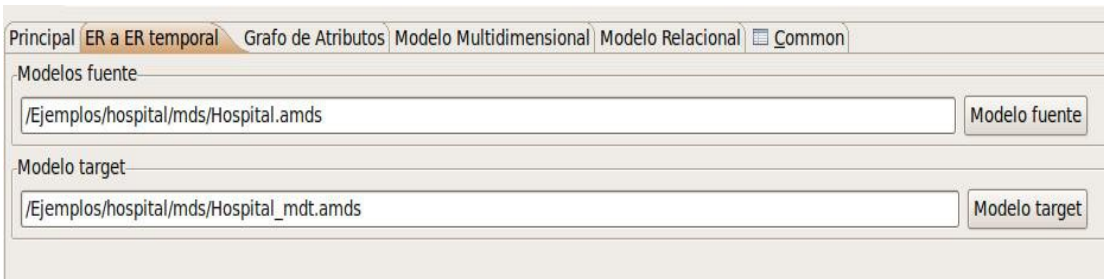 Principal ER a ER temporal Grafo de Atributos Modelo Multidimensional Modelo Relacional Common
Modelos fuente
/Ejemplos/hospital/mds/Hospital.amds Modelo fuente
Modelo target
/Ejemplos/hospital/mds/Hospital_mdt.amds Modelo target